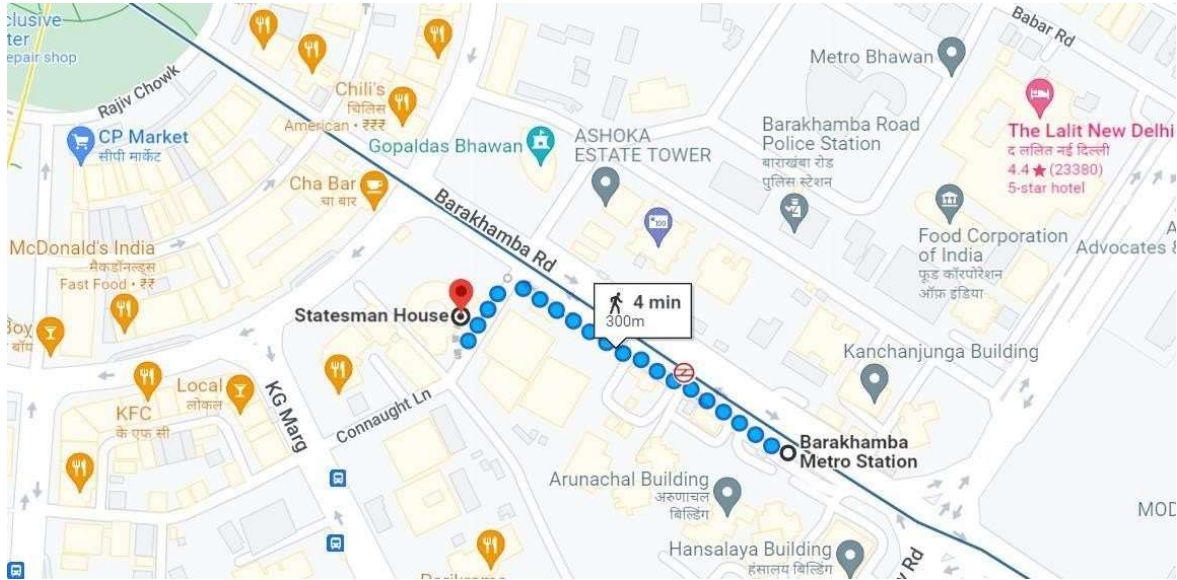 clusive
ter
epair shop
Rajiv Chowk
CP Market
सीपी मार्केट
Chili's
चिलिस
American • ₹₹₹
Gopaldas Bhawan
ASHOKA
ESTATE TOWER
Metro Bhawan
Babar Rd
Barakhamba Road
Police Station
बाराखंबा रोड
पुलिस स्टेशन
The Lalit New Delhi
द ललित नई दिल्ली
4.4 ★ (23380)
5-star hotel
Cha Bar
चा बार
Barakhamba Rd
100
Food Corporation
of India
फ़ूड कॉरपोरेशन
ऑफ़ इंडिया
A
Advocates &
McDonald's India
मैकडॉनल्ड्स
Fast Food • ₹₹
Statesman House
4 min
300m
Boy
बॉय
Kanchanjunga Building
KFC
के एफ़ सी
Local
लोकल
KG Marg
Connaught Ln
Barakhamba
Metro Station
Arunachal Building
अरुणाचल
बिल्डिंग
MOD
Hansalaya Building
हंसालय बिल्डिंग
Rd